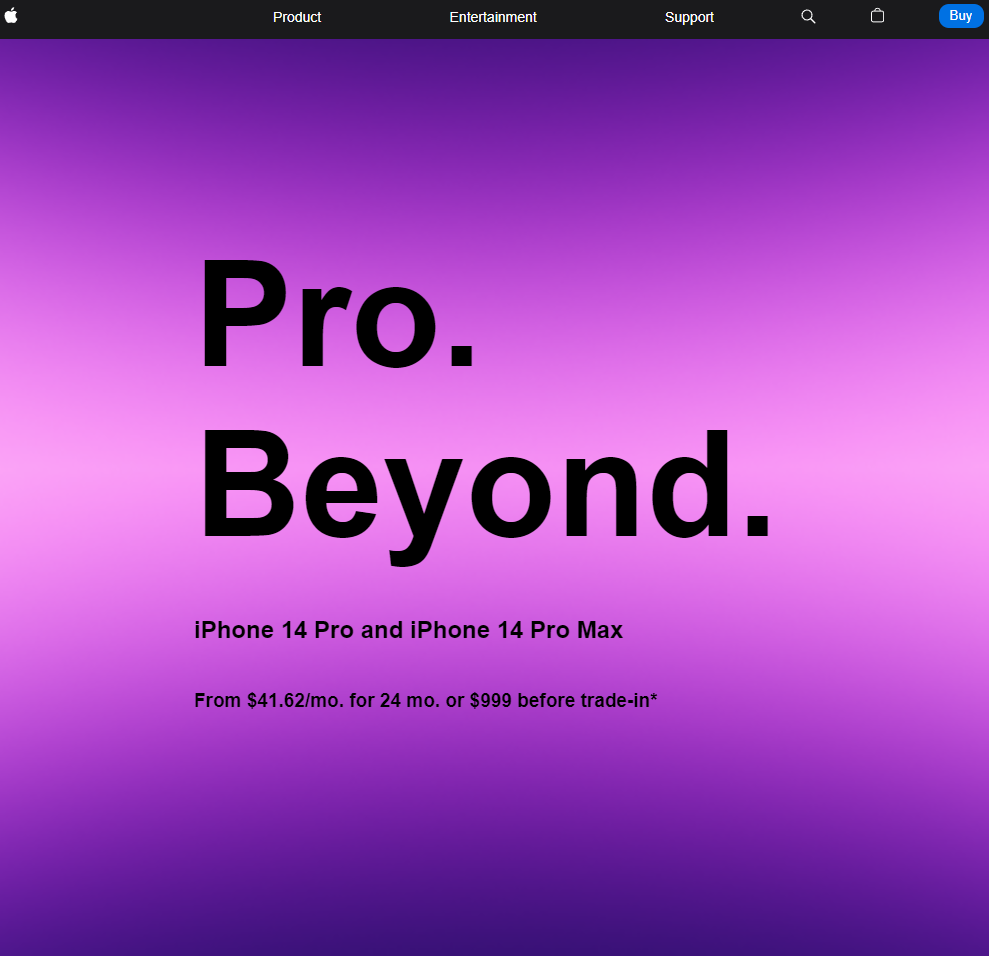 Product Entertainment Support Buy
Pro.
Beyond.
iPhone 14 Pro and iPhone 14 Pro Max
From $41.62/mo. for 24 mo. or $999 before trade-in*